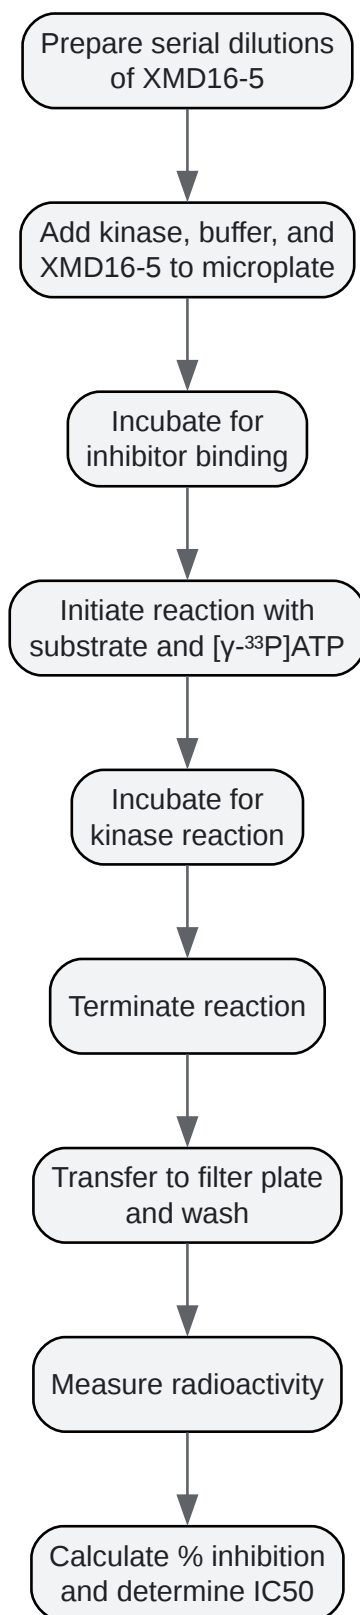 Prepare serial dilutions
of XMD16-5
Add kinase, buffer, and
XMD16-5 to microplate
Incubate for
inhibitor binding
Initiate reaction with
substrate and [γ-³³P]ATP
Incubate for
kinase reaction
Terminate reaction
Transfer to filter plate
and wash
Measure radioactivity
Calculate % inhibition
and determine IC50